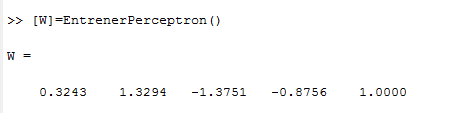 >> [W]=EntrenerPerceptron()
W =
0.3243 1.3294 -1.3751 -0.8756 1.0000